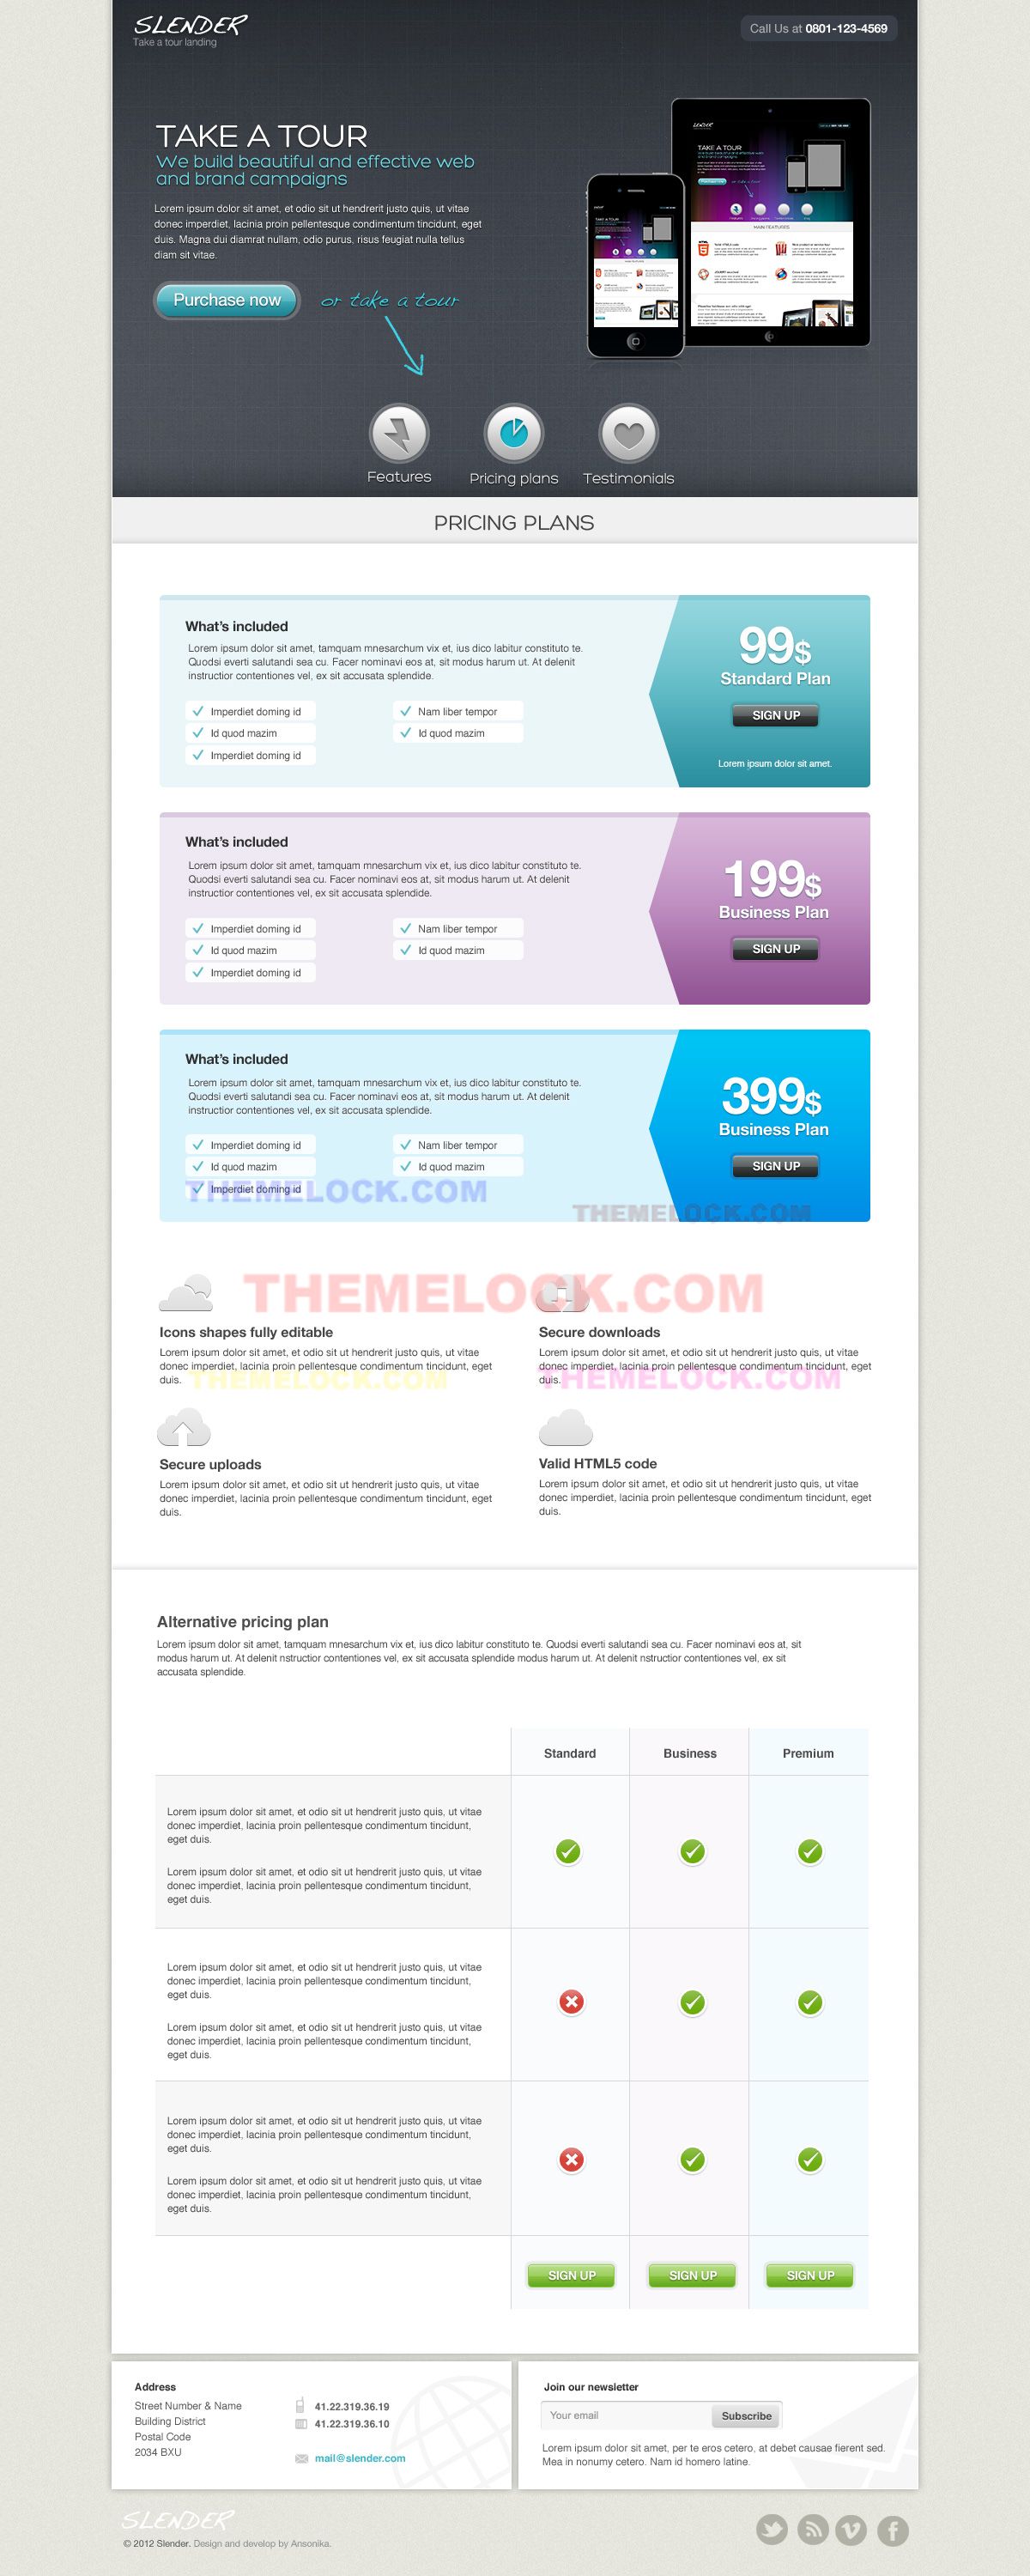 SLENDER
Take a tour landing
Call Us at 0801-123-4569
TAKE A TOUR
We build beautiful and effective web
and brand campaigns
Lorem ipsum dolor sit amet, et odio sit ut hendrerit justo quis, ut vitae
donec imperdiet, lacinia proin pellentesque condimentum tincidunt, eget
duis. Magna dui diamrat nullam, odio purus, risus feugiat nulla tellus
diam sit vitae.
Purchase now
or take a tour
Features
Pricing plans
Testimonials
PRICING PLANS
What's included
Lorem ipsum dolor sit amet, tamquam mnesarchum vix et, ius dico labitur constituto te.
Quodsi everti salutandi sea cu. Facer nominavi eos at, sit modus harum ut. At delenit
instructior contentiones vel, ex sit accusata splendide.
Imperdiet doming id
Nam liber tempor
Id quod mazim
Id quod mazim
Imperdiet doming id
99$
Standard Plan
SIGN UP
Lorem ipsum dolor sit amet.
What's included
Lorem ipsum dolor sit amet, tamquam mnesarchum vix et, ius dico labitur constituto te.
Quodsi everti salutandi sea cu. Facer nominavi eos at, sit modus harum ut. At delenit
instructior contentiones vel, ex sit accusata splendide.
Imperdiet doming id
Nam liber tempor
Id quod mazim
Id quod mazim
Imperdiet doming id
199$
Business Plan
SIGN UP
What's included
Lorem ipsum dolor sit amet, tamquam mnesarchum vix et, ius dico labitur constituto te.
Quodsi everti salutandi sea cu. Facer nominavi eos at, sit modus harum ut. At delenit
instructior contentiones vel, ex sit accusata splendide.
Imperdiet doming id
Nam liber tempor
Id quod mazim
Id quod mazim
Imperdiet doming id
399$
Business Plan
SIGN UP
THEMELOCK.COM
THEMELOCK.COM
THEMELOCK.COM
Icons shapes fully editable
Lorem ipsum dolor sit amet, et odio sit ut hendrerit justo quis, ut vitae
donec imperdiet, lacinia proin pellentesque condimentum tincidunt, eget
duis.
THEMELOCK.COM
Secure downloads
Lorem ipsum dolor sit amet, et odio sit ut hendrerit justo quis, ut vitae
donec imperdiet, lacinia proin pellentesque condimentum tincidunt, eget
duis.
THEMELOCK.COM
Secure uploads
Lorem ipsum dolor sit amet, et odio sit ut hendrerit justo quis, ut vitae
donec imperdiet, lacinia proin pellentesque condimentum tincidunt, eget
duis.
Valid HTML5 code
Lorem ipsum dolor sit amet, et odio sit ut hendrerit justo quis, ut vitae
donec imperdiet, lacinia proin pellentesque condimentum tincidunt, eget
duis.
Alternative pricing plan
Lorem ipsum dolor sit amet, tamquam mnesarchum vix et, ius dico labitur constituto te. Quodsi everti salutandi sea cu. Facer nominavi eos at, sit
modus harum ut. At delenit nstructior contentiones vel, ex sit accusata splendide modus harum ut. At delenit nstructior contentiones vel, ex sit
accusata splendide.
Standard
Business
Premium
Lorem ipsum dolor sit amet, et odio sit ut hendrerit justo quis, ut vitae
donec imperdiet, lacinia proin pellentesque condimentum tincidunt,
eget duis.
Lorem ipsum dolor sit amet, et odio sit ut hendrerit justo quis, ut vitae
donec imperdiet, lacinia proin pellentesque condimentum tincidunt,
eget duis.
Lorem ipsum dolor sit amet, et odio sit ut hendrerit justo quis, ut vitae
donec imperdiet, lacinia proin pellentesque condimentum tincidunt,
eget duis.
Lorem ipsum dolor sit amet, et odio sit ut hendrerit justo quis, ut vitae
donec imperdiet, lacinia proin pellentesque condimentum tincidunt,
eget duis.
Lorem ipsum dolor sit amet, et odio sit ut hendrerit justo quis, ut vitae
donec imperdiet, lacinia proin pellentesque condimentum tincidunt,
eget duis.
Lorem ipsum dolor sit amet, et odio sit ut hendrerit justo quis, ut vitae
donec imperdiet, lacinia proin pellentesque condimentum tincidunt,
eget duis.
SIGN UP
SIGN UP
SIGN UP
Address
Street Number & Name
Building District
Postal Code
2034 BXU
41.22.319.36.19
41.22.319.36.10
mail@slender.com
Join our newsletter
Your email
Subscribe
Lorem ipsum dolor sit amet, per te eros cetero, at debet causae fierent sed.
Mea in nonumy cetero. Nam id homero latine.
SLENDER
© 2012 Slender. Design and develop by Ansonika.